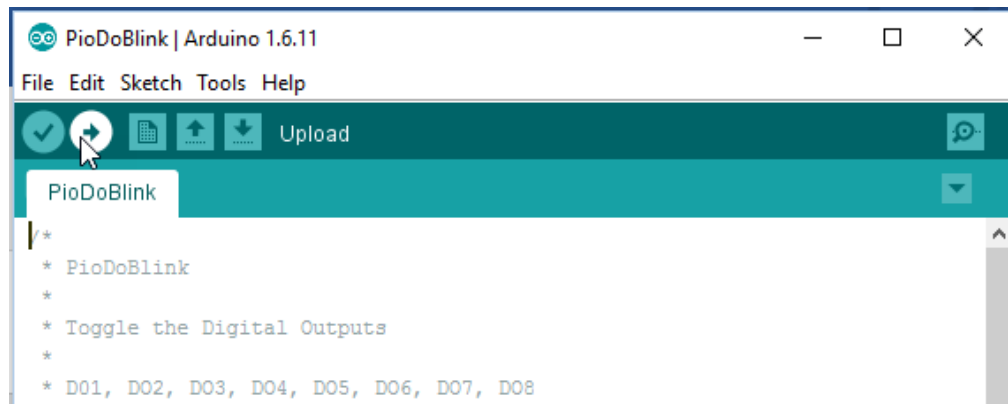 PioDoBlink | Arduino 1.6.11
File Edit Sketch Tools Help
Upload
PioDoBlink
/*
* PioDoBlink
*
* Toggle the Digital Outputs
*
* DO1, DO2, DO3, DO4, DO5, DO6, DO7, DO8